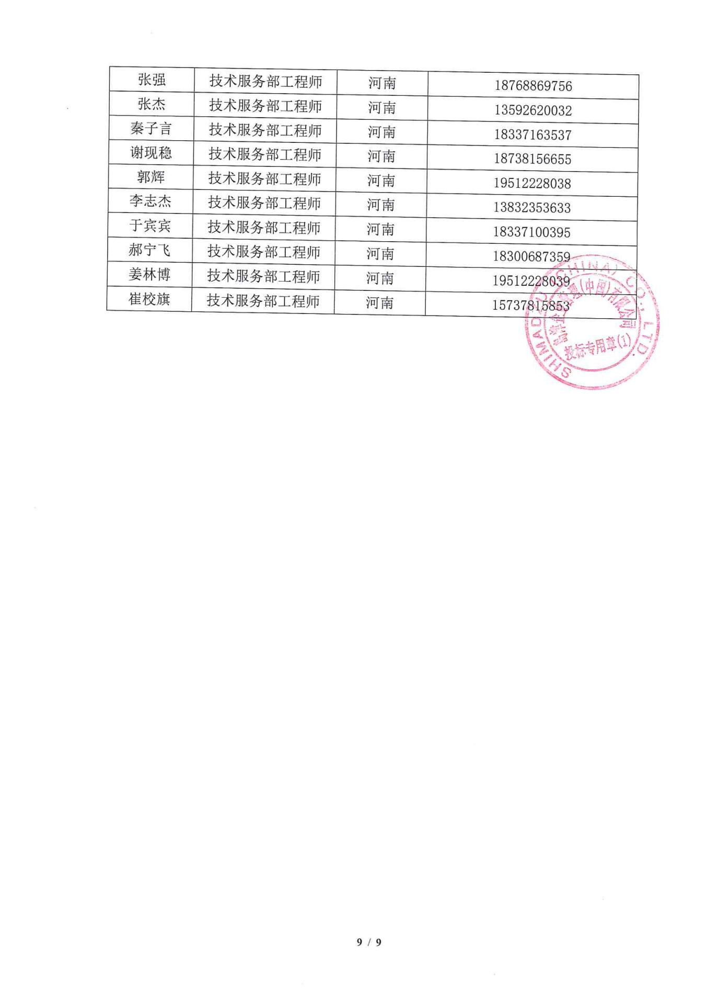 张强 技术服务部工程师 河南 18768869756
张杰 技术服务部工程师 河南 13592620032
秦子言 技术服务部工程师 河南 18337163537
谢现稳 技术服务部工程师 河南 18738156655
郭辉 技术服务部工程师 河南 19512228038
李志杰 技术服务部工程师 河南 13832353633
于宾宾 技术服务部工程师 河南 18337100395
郝宁飞 技术服务部工程师 河南 18300687359
姜林博 技术服务部工程师 河南 19512228039
崔校旗 技术服务部工程师 河南 15737815853
SHIMADZU (CHINA) CO., LTD.
岛津企业管理(中国)有限公司
投标专用章(1)
9 / 9